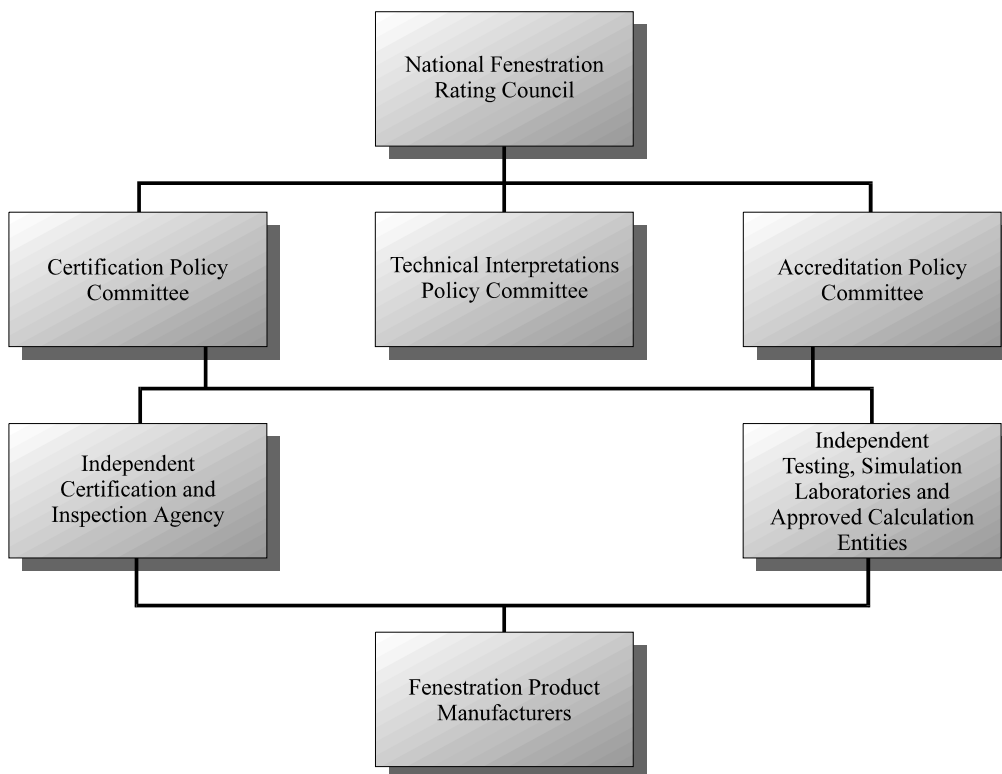 National Fenestration
Rating Council
Certification Policy
Committee
Technical Interpretations
Policy Committee
Accreditation Policy
Committee
Independent
Certification and
Inspection Agency
Independent
Testing, Simulation
Laboratories and
Approved Calculation
Entities
Fenestration Product
Manufacturers